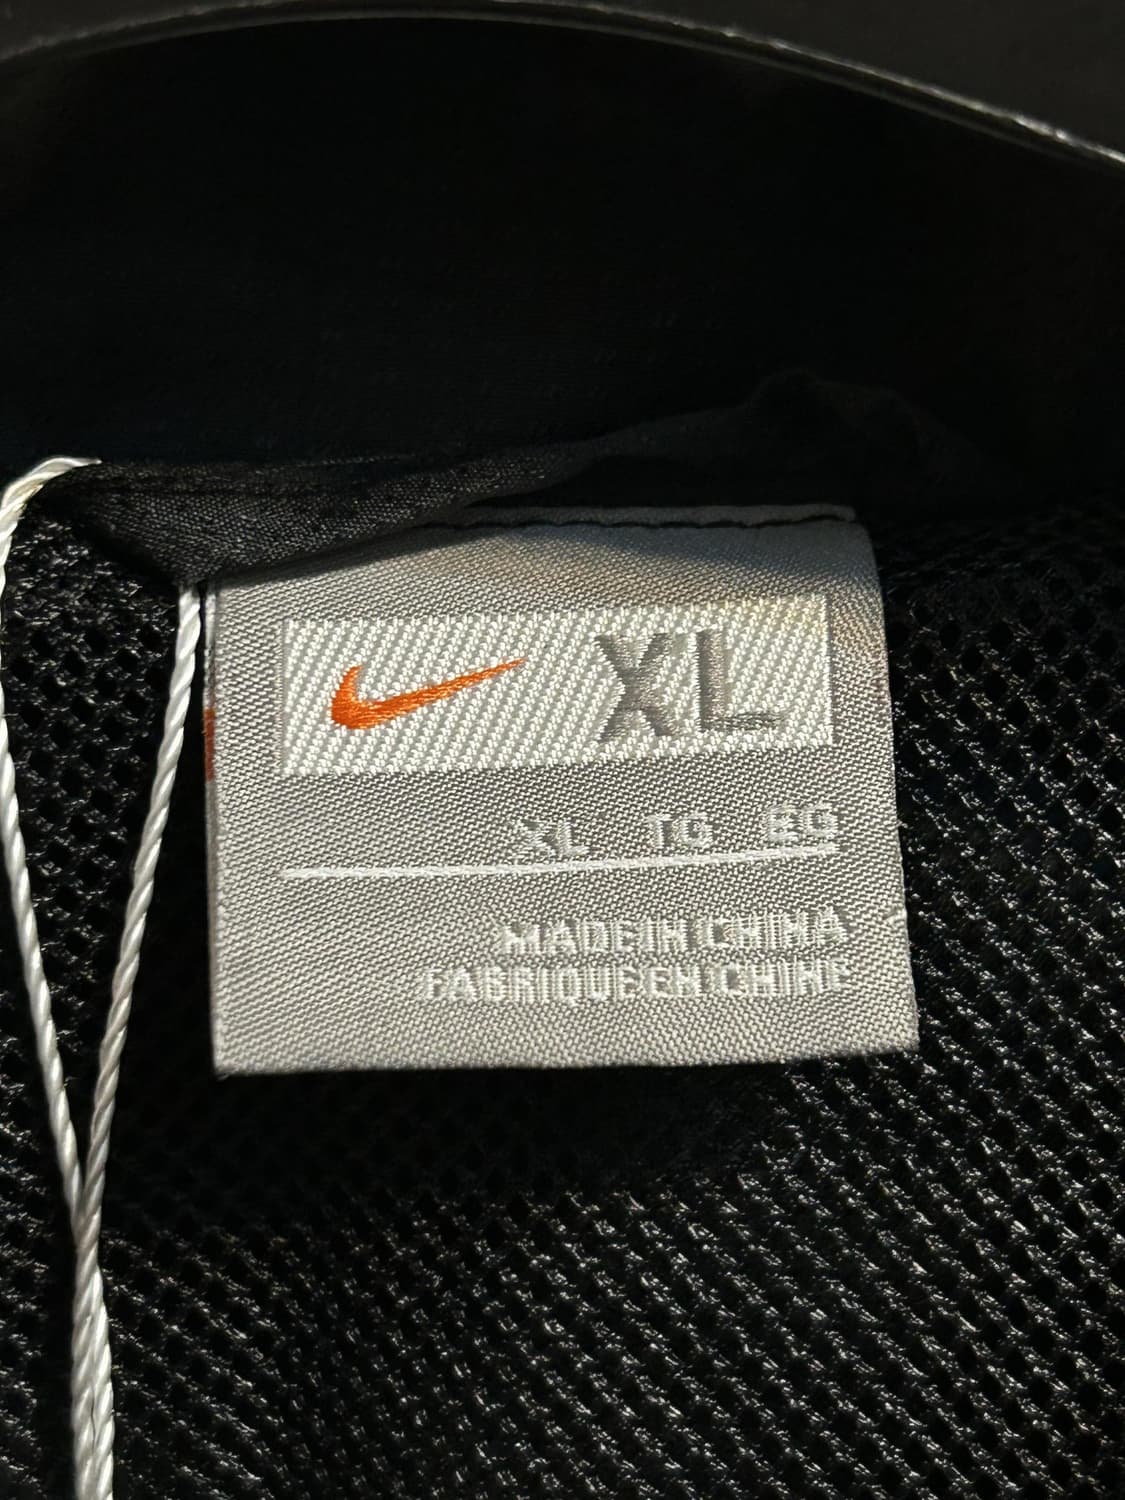 XL
XL TG EG
MADE IN CHINA
FABRIQUE EN CHINE